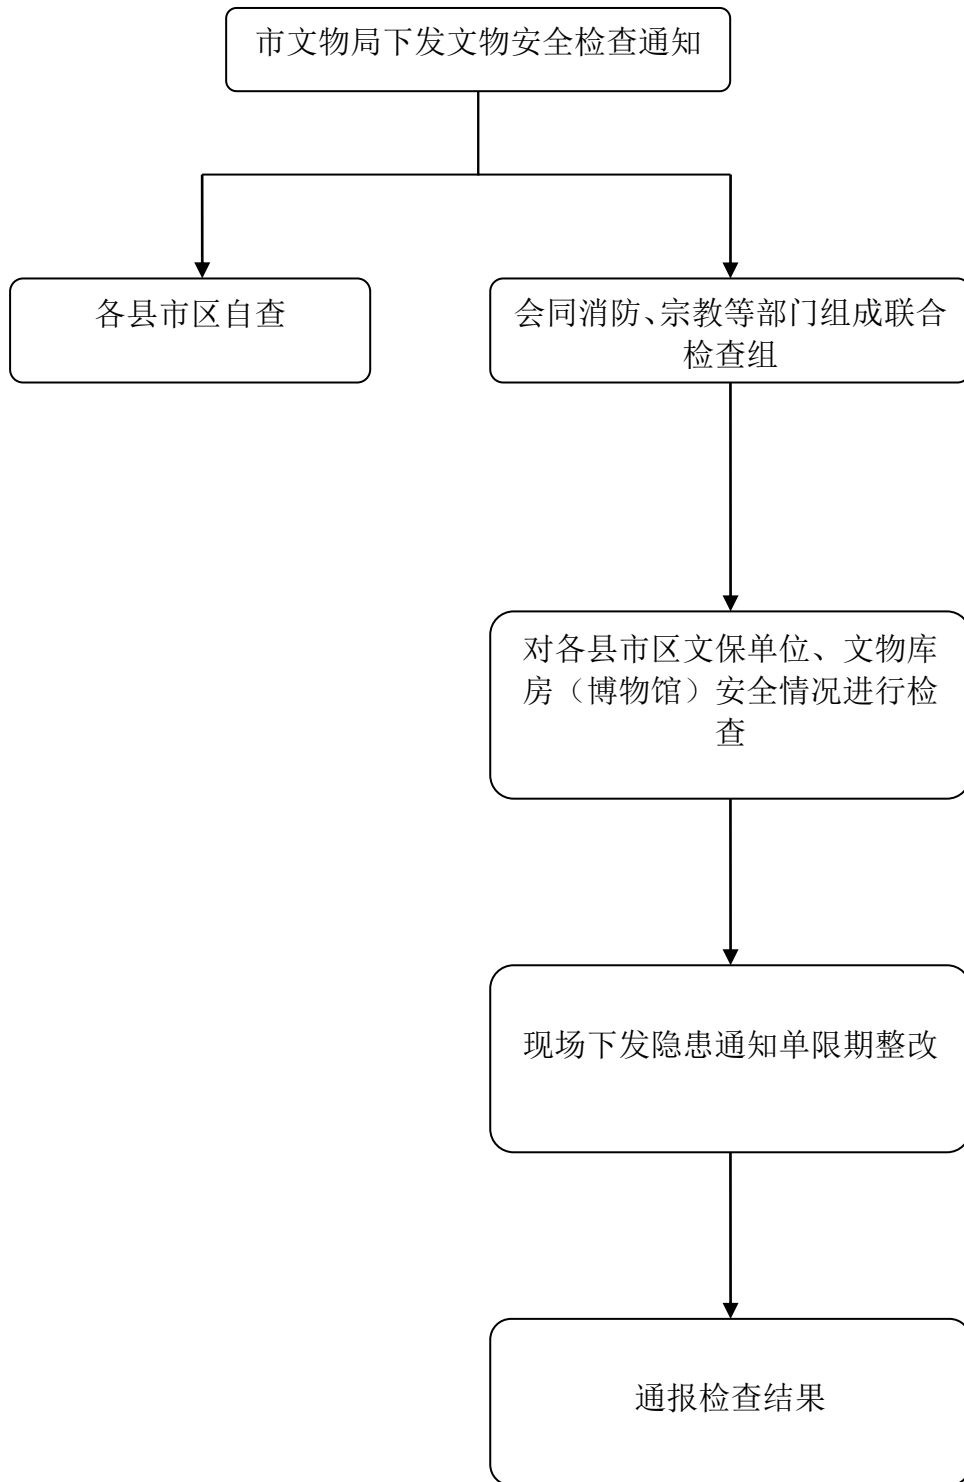 市文物局下发文物安全检查通知
各县市区自查
会同消防、宗教等部门组成联合
检查组
对各县市区文保单位、文物库
房（博物馆）安全情况进行检
查
现场下发隐患通知单限期整改
通报检查结果